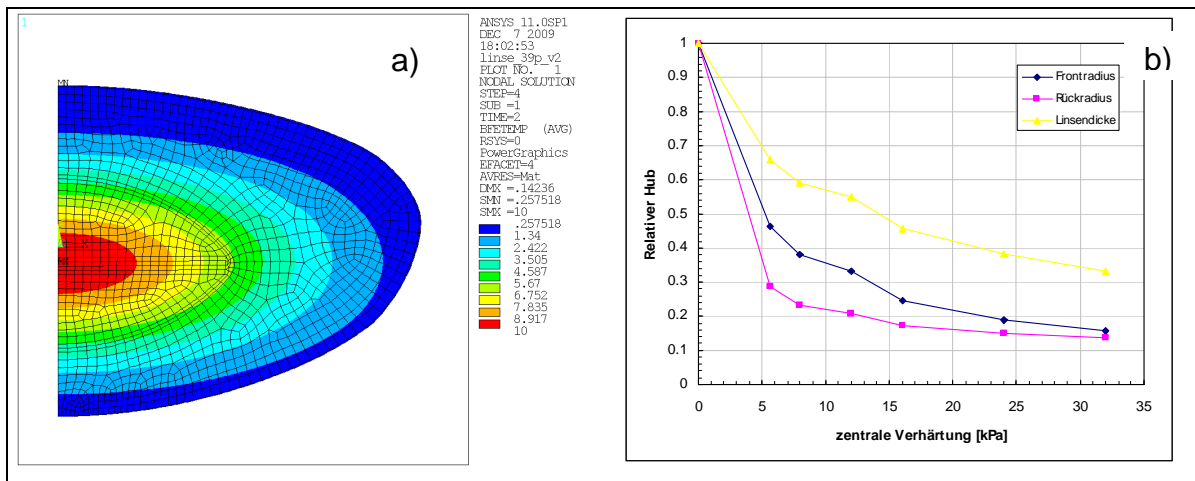 1
ANSYS 11.0SP1
DEC 7 2009
18:02:53
linse_39p_v2
PLOT NO. 1
NODAL SOLUTION
STEP=4
SUB =1
TIME=2
BFETEMP (AVG)
RSYS=0
PowerGraphics
EFACET=4
AVRES=Mat
DMX =.14236
SMN =.257518
SMX =10
.257518
1.34
2.422
3.505
4.587
5.67
6.752
7.835
8.917
10
a)
MN
X
b)
Frontradius
Rückradius
Linsendicke
Relativer Hub
1
0.9
0.8
0.7
0.6
0.5
0.4
0.3
0.2
0.1
0
0 5 10 15 20 25 30 35
zentrale Verhärtung [kPa]